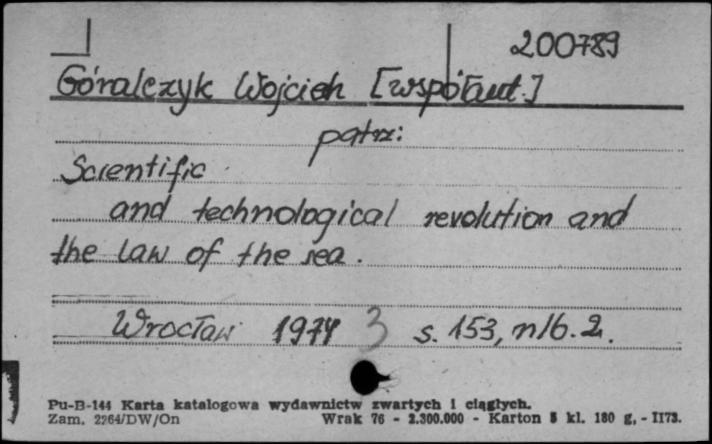 200789
Góralczyk Wojciech [współaut.]
patrz:
Scientific
and technological revolution and
the law of the sea.
Wrocław 1974 3 s. 153, nlb. 2.
Pu-B-144 Karta katalogowa wydawnictw zwartych i ciągłych.
Zam. 2264/DW/On Wrak 76 - 2.300.000 - Karton 5 kl. 180 g, - II73.